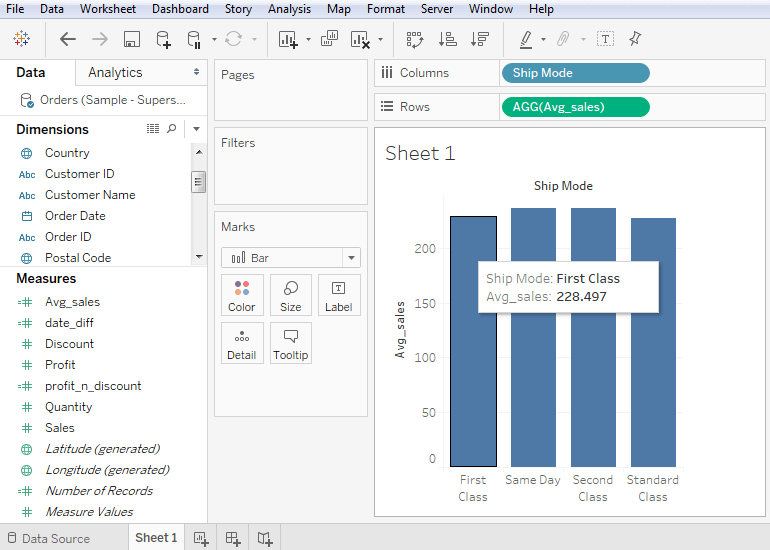 File Data Worksheet Dashboard Story Analysis Map Format Server Window Help
Data Analytics
Orders (Sample - Supers...
Dimensions
Country
Abc Customer ID
Abc Customer Name
Order Date
Abc Order ID
Postal Code
Measures
Avg_sales
date_diff
Discount
Profit
profit_n_discount
Quantity
Sales
Latitude (generated)
Longitude (generated)
Number of Records
Measure Values
Pages
Filters
Marks
Bar
Color Size Label
Detail Tooltip
Columns Ship Mode
Rows AGG(Avg_sales)
Sheet 1
Ship Mode
Avg_sales
200
150
100
50
0
Ship Mode: First Class
Avg_sales: 228.497
First Class
Same Day
Second Class
Standard Class
Data Source Sheet 1